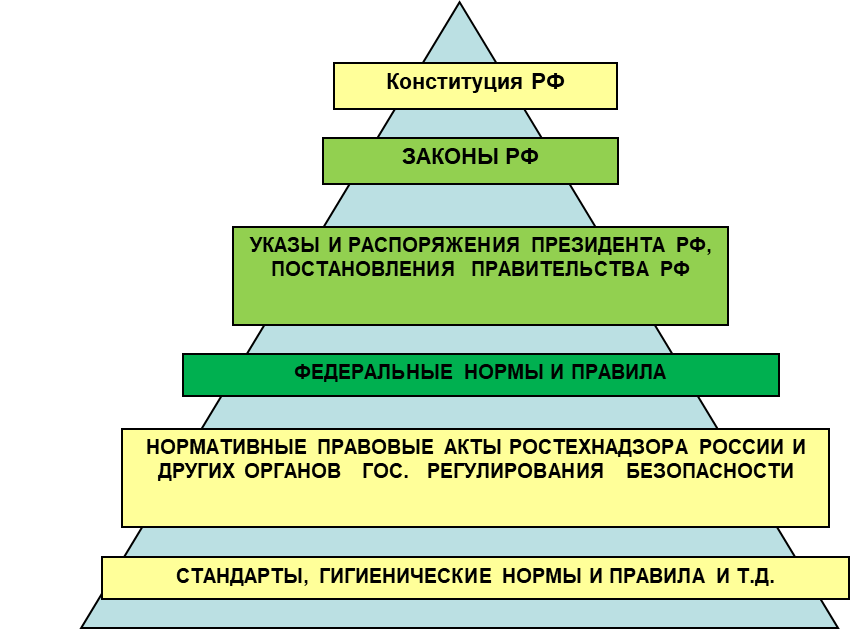 Конституция РФ
ЗАКОНЫ РФ
УКАЗЫ И РАСПОРЯЖЕНИЯ ПРЕЗИДЕНТА РФ,
ПОСТАНОВЛЕНИЯ ПРАВИТЕЛЬСТВА РФ
ФЕДЕРАЛЬНЫЕ НОРМЫ И ПРАВИЛА
НОРМАТИВНЫЕ ПРАВОВЫЕ АКТЫ РОСТЕХНАДЗОРА РОССИИ И
ДРУГИХ ОРГАНОВ ГОС. РЕГУЛИРОВАНИЯ БЕЗОПАСНОСТИ
СТАНДАРТЫ, ГИГИЕНИЧЕСКИЕ НОРМЫ И ПРАВИЛА И Т.Д.